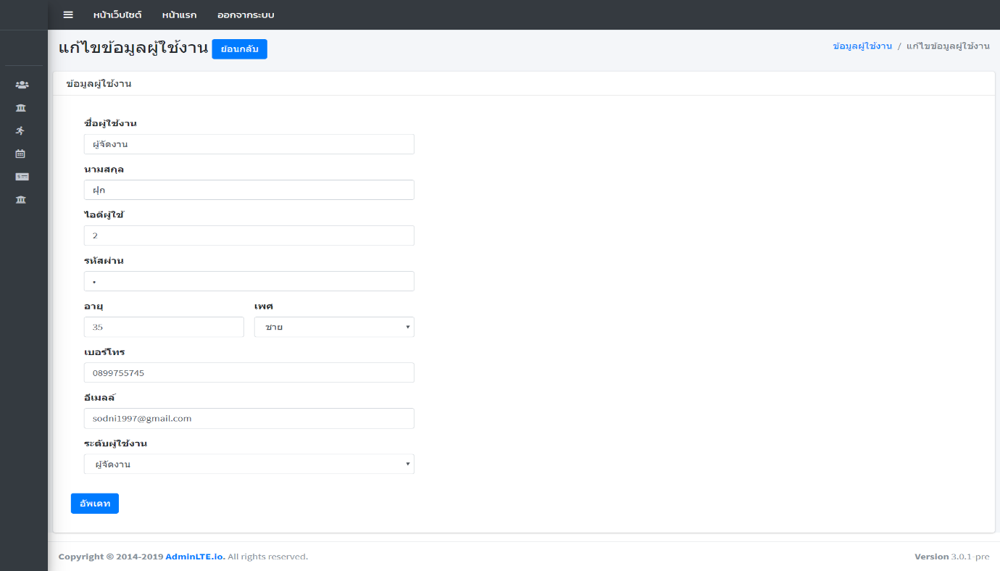 หน้าเว็บไซต์ หน้าแรก ออกจากระบบ
แก้ไขข้อมูลผู้ใช้งาน ย้อนกลับ
ข้อมูลผู้ใช้งาน / แก้ไขข้อมูลผู้ใช้งาน
ข้อมูลผู้ใช้งาน
ชื่อผู้ใช้งาน
ผู้จัดงาน
นามสกุล
ฝุก
ไอดีผู้ใช้
2
รหัสผ่าน
•
อายุ เพศ
35 ชาย
เบอร์โทร
0899755745
อีเมลล์
sodni1997@gmail.com
ระดับผู้ใช้งาน
ผู้จัดงาน
อัพเดท
Copyright © 2014-2019 AdminLTE.io. All rights reserved.
Version 3.0.1-pre